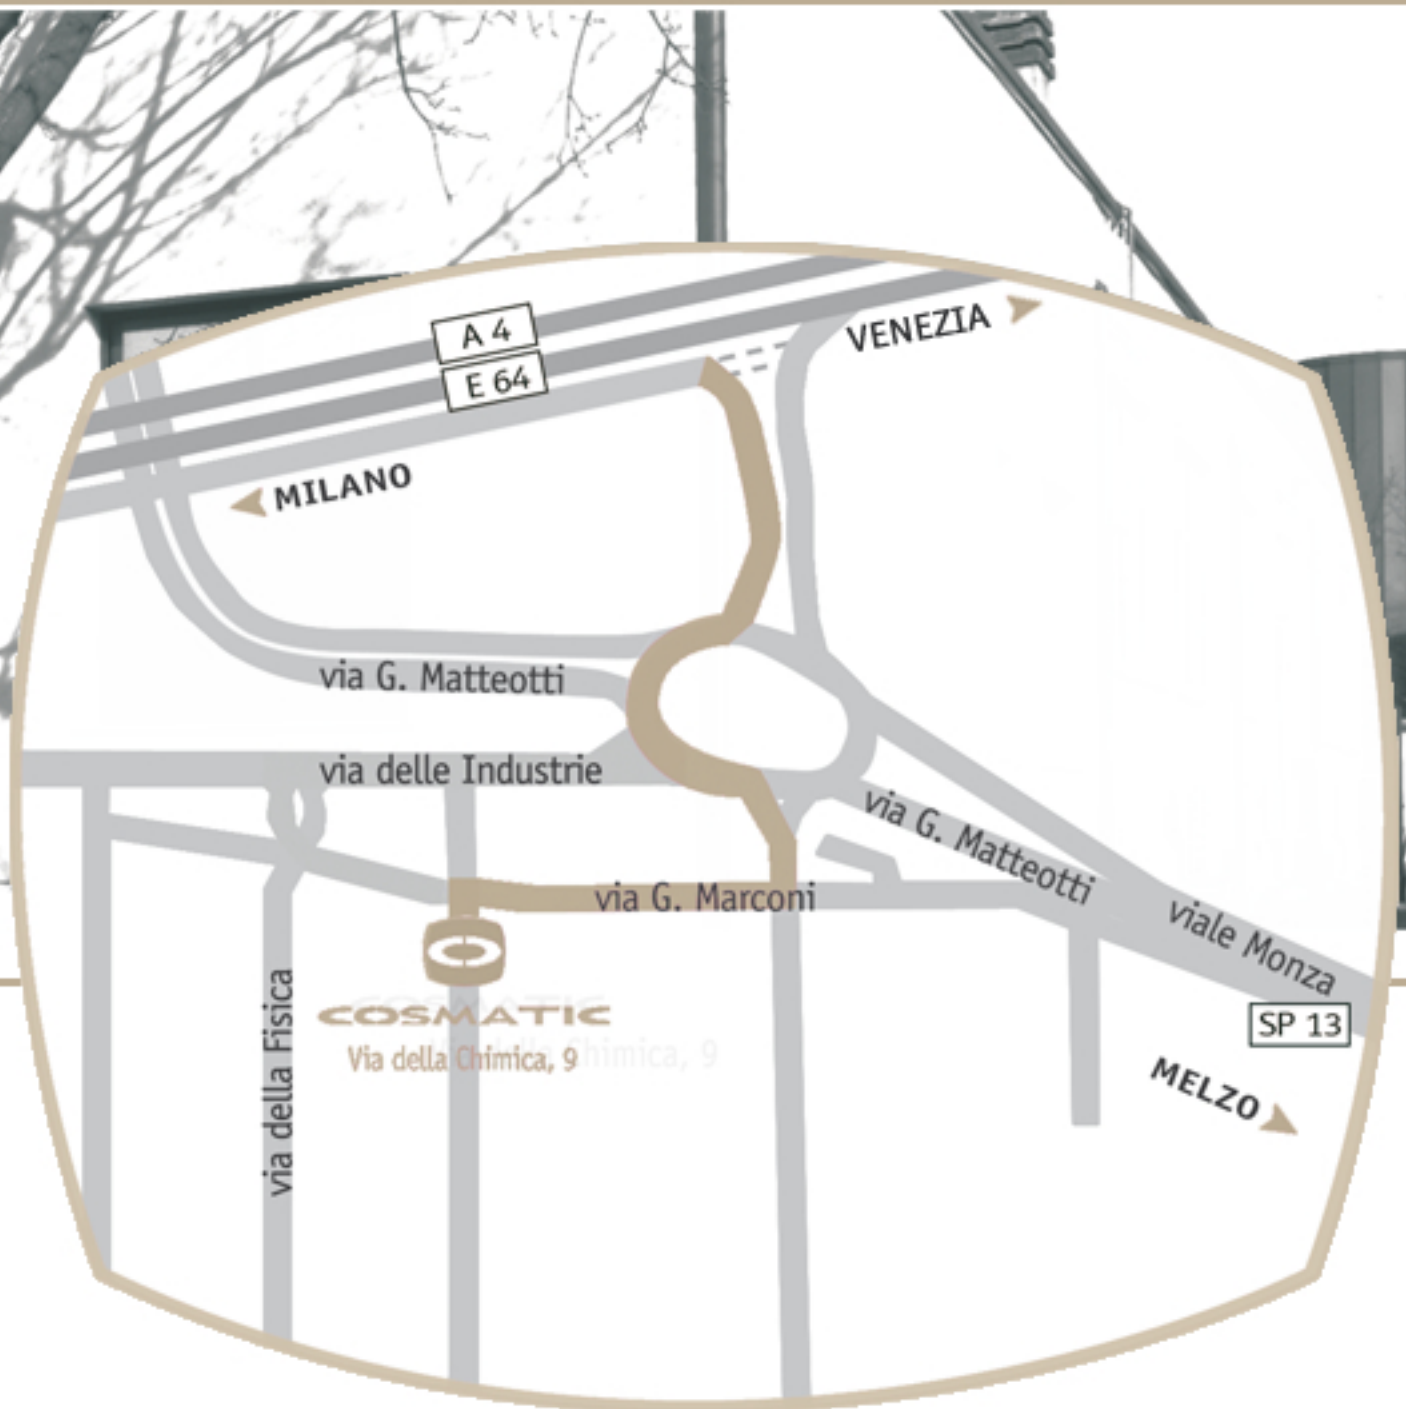 A 4
E 64
VENEZIA
MILANO
via G. Matteotti
via delle Industrie
via G. Matteotti
via G. Marconi
viale Monza
SP 13
MELZO
via della Fisica
COSMATIC
Via della Chimica, 9